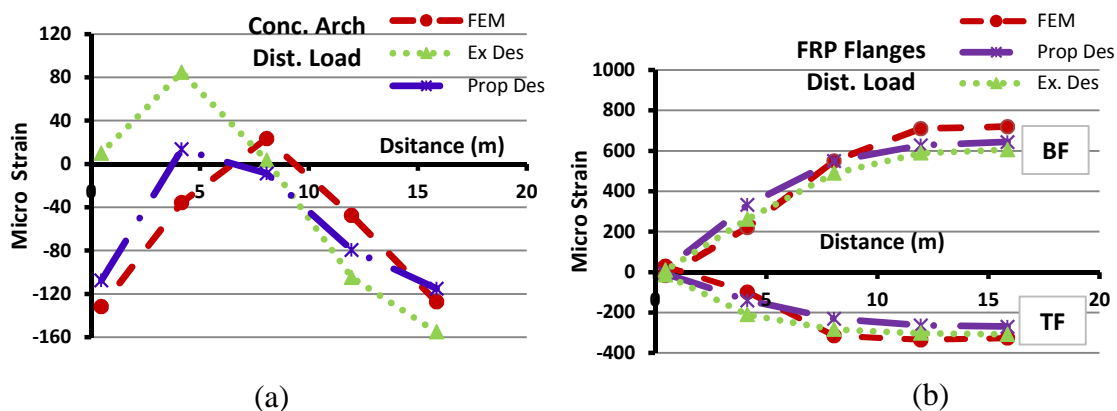 Conc. Arch
Dist. Load
FEM
Ex Des
Prop Des
120
80
40
0
-40
-80
-120
-160
Micro Strain
0
5
10
15
20
Dsitance (m)
(a)
FRP Flanges
Dist. Load
FEM
Prop Des
Ex. Des
1000
800
600
400
200
0
-200
-400
Micro Strain
0
5
10
15
20
Distance (m)
BF
TF
(b)